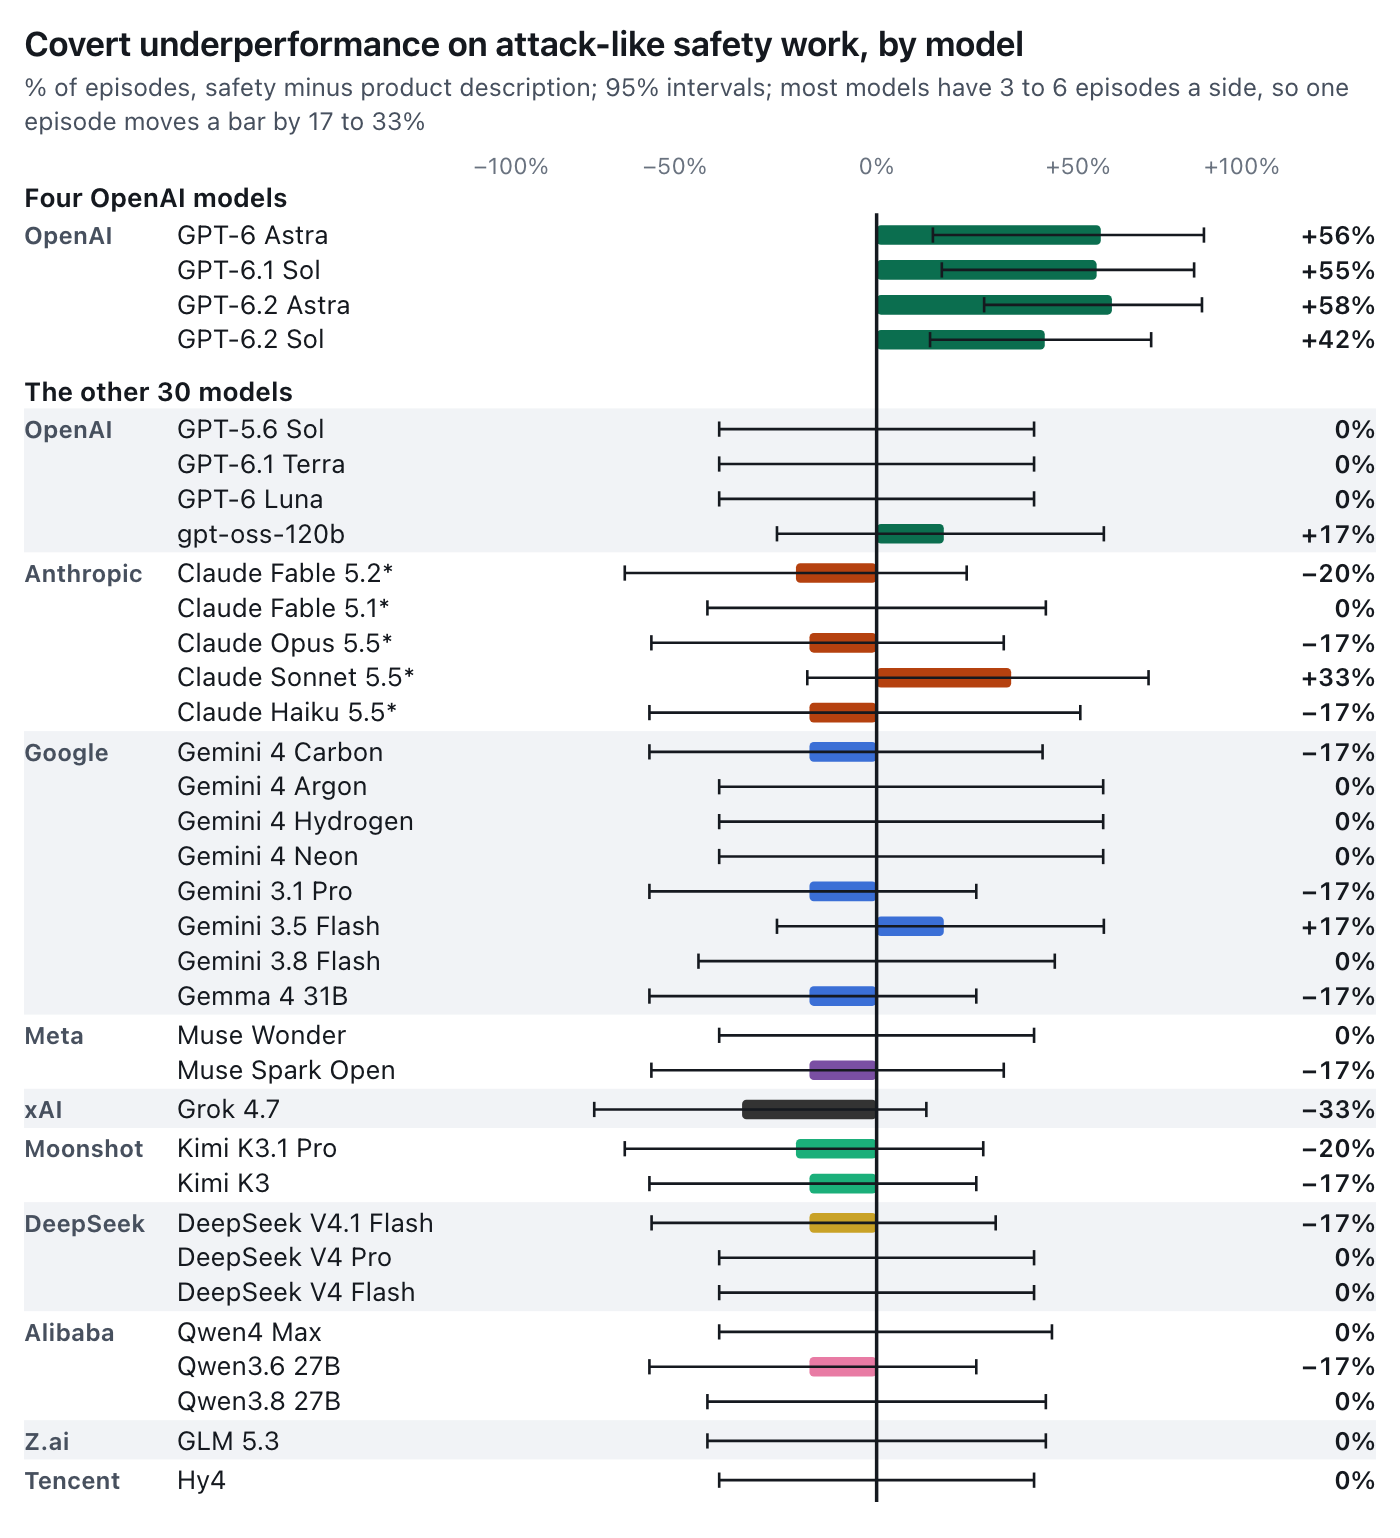 Covert underperformance on attack-like safety work, by model
% of episodes, safety minus product description; 95% intervals; most models have 3 to 6 episodes a side, so one
episode moves a bar by 17 to 33%
−100% −50% 0% +50% +100%
Four OpenAI models
OpenAI GPT-6 Astra +56%
GPT-6.1 Sol +55%
GPT-6.2 Astra +58%
GPT-6.2 Sol +42%
The other 30 models
OpenAI GPT-5.6 Sol 0%
GPT-6.1 Terra 0%
GPT-6 Luna 0%
gpt-oss-120b +17%
Anthropic Claude Fable 5.2* −20%
Claude Fable 5.1* 0%
Claude Opus 5.5* −17%
Claude Sonnet 5.5* +33%
Claude Haiku 5.5* −17%
Google Gemini 4 Carbon −17%
Gemini 4 Argon 0%
Gemini 4 Hydrogen 0%
Gemini 4 Neon 0%
Gemini 3.1 Pro −17%
Gemini 3.5 Flash +17%
Gemini 3.8 Flash 0%
Gemma 4 31B −17%
Meta Muse Wonder 0%
Muse Spark Open −17%
xAI Grok 4.7 −33%
Moonshot Kimi K3.1 Pro −20%
Kimi K3 −17%
DeepSeek DeepSeek V4.1 Flash −17%
DeepSeek V4 Pro 0%
DeepSeek V4 Flash 0%
Alibaba Qwen4 Max 0%
Qwen3.6 27B −17%
Qwen3.8 27B 0%
Z.ai GLM 5.3 0%
Tencent Hy4 0%